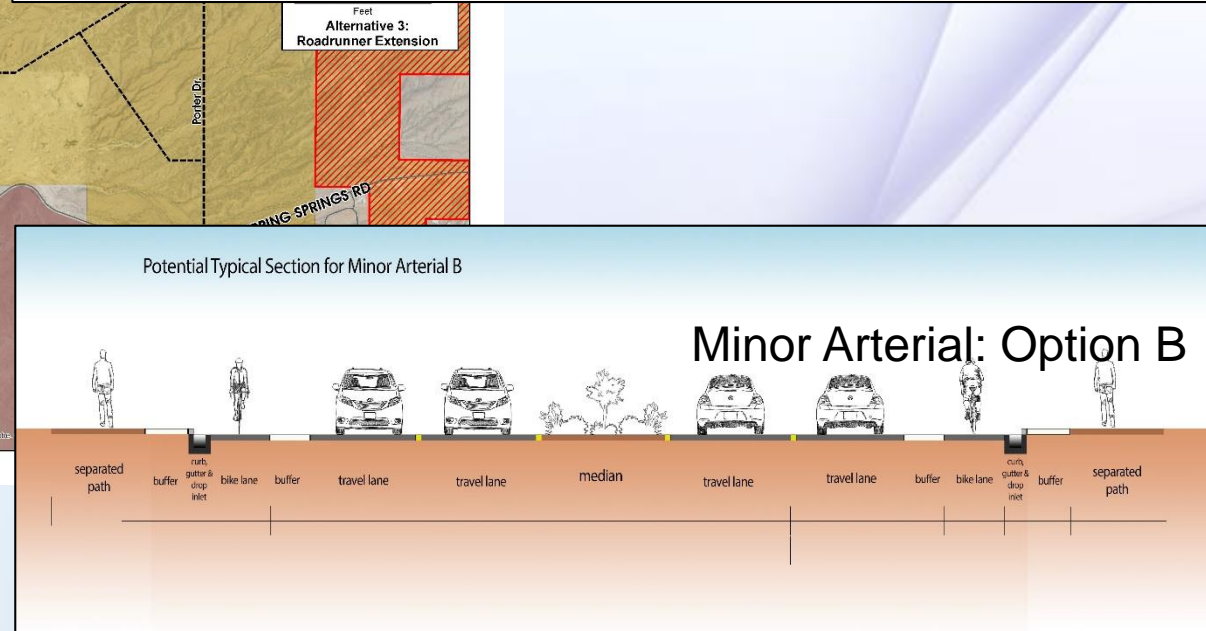 Feet
Alternative 3:
Roadrunner Extension
Porter Dr.
SPRINGS RD
Potential Typical Section for Minor Arterial B
Minor Arterial: Option B
separated
path
buffer
curb,
gutter &
drop
inlet
bike lane
buffer
travel lane
travel lane
median
travel lane
travel lane
buffer
bike lane
curb,
gutter &
drop
inlet
buffer
separated
path